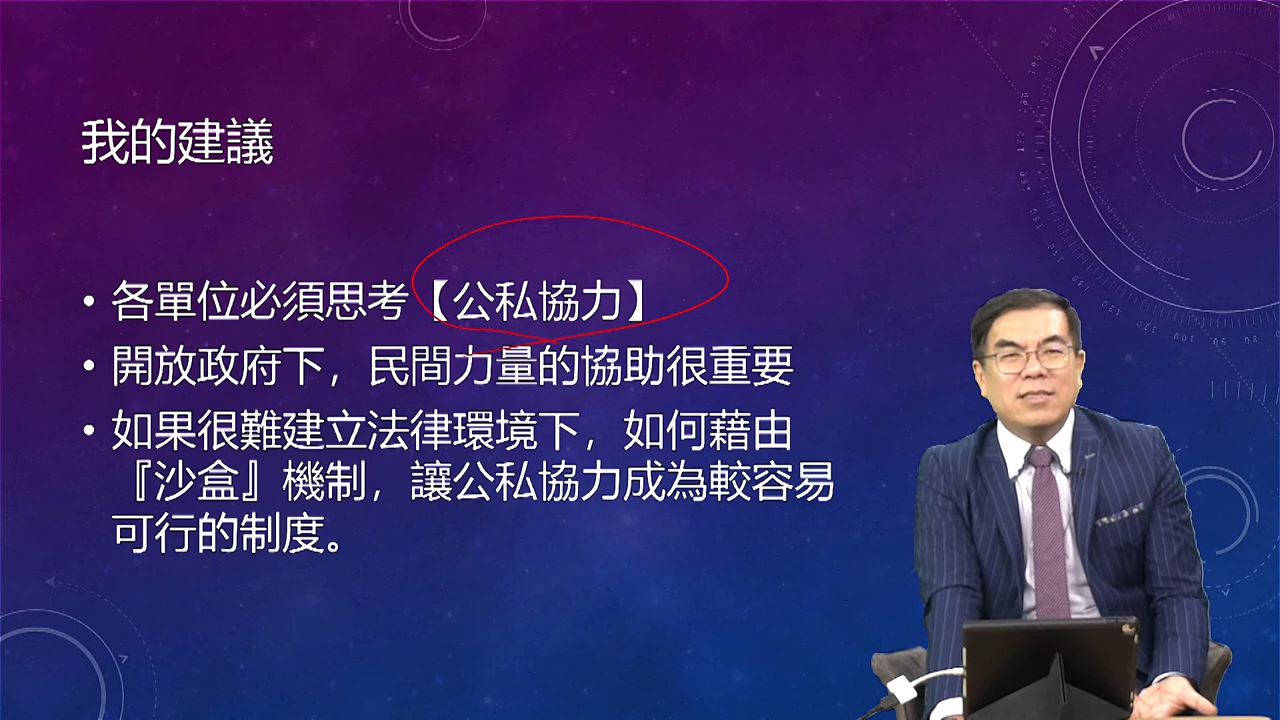 我的建議
• 各單位必須思考【公私協力】
• 開放政府下，民間力量的協助很重要
• 如果很難建立法律環境下，如何藉由
『沙盒』機制，讓公私協力成為較容易
可行的制度。